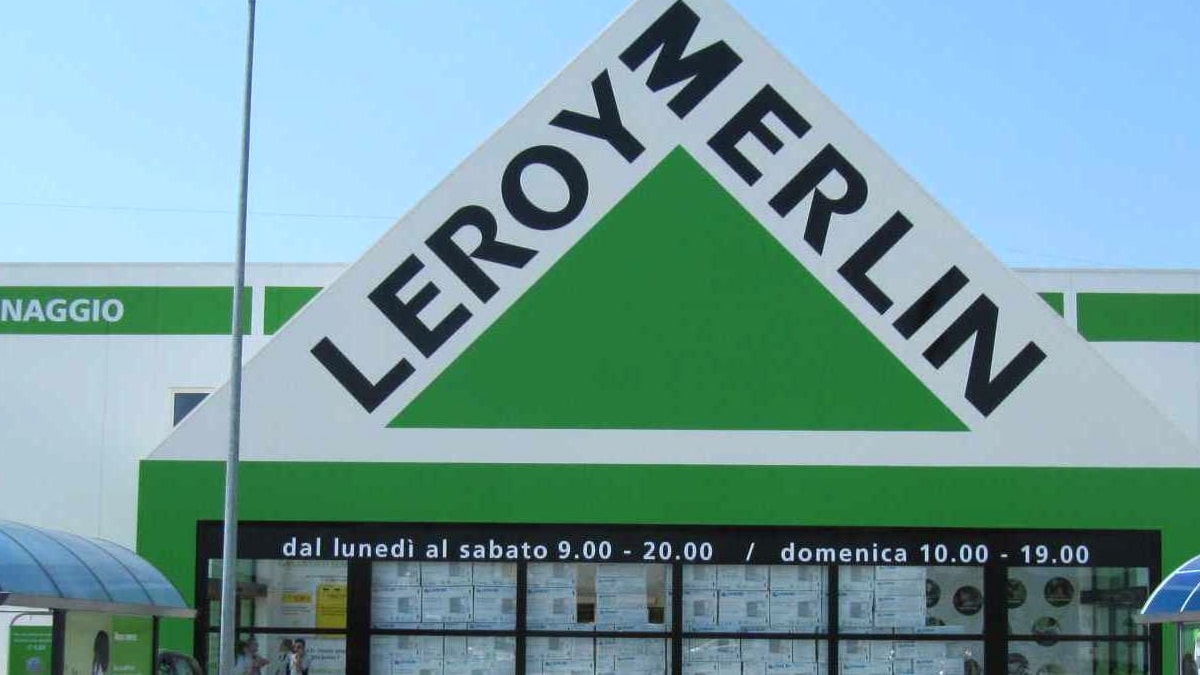 LEROY MERLIN
NAGGIO
dal lunedì al sabato 9.00 - 20.00 / domenica 10.00 - 19.00